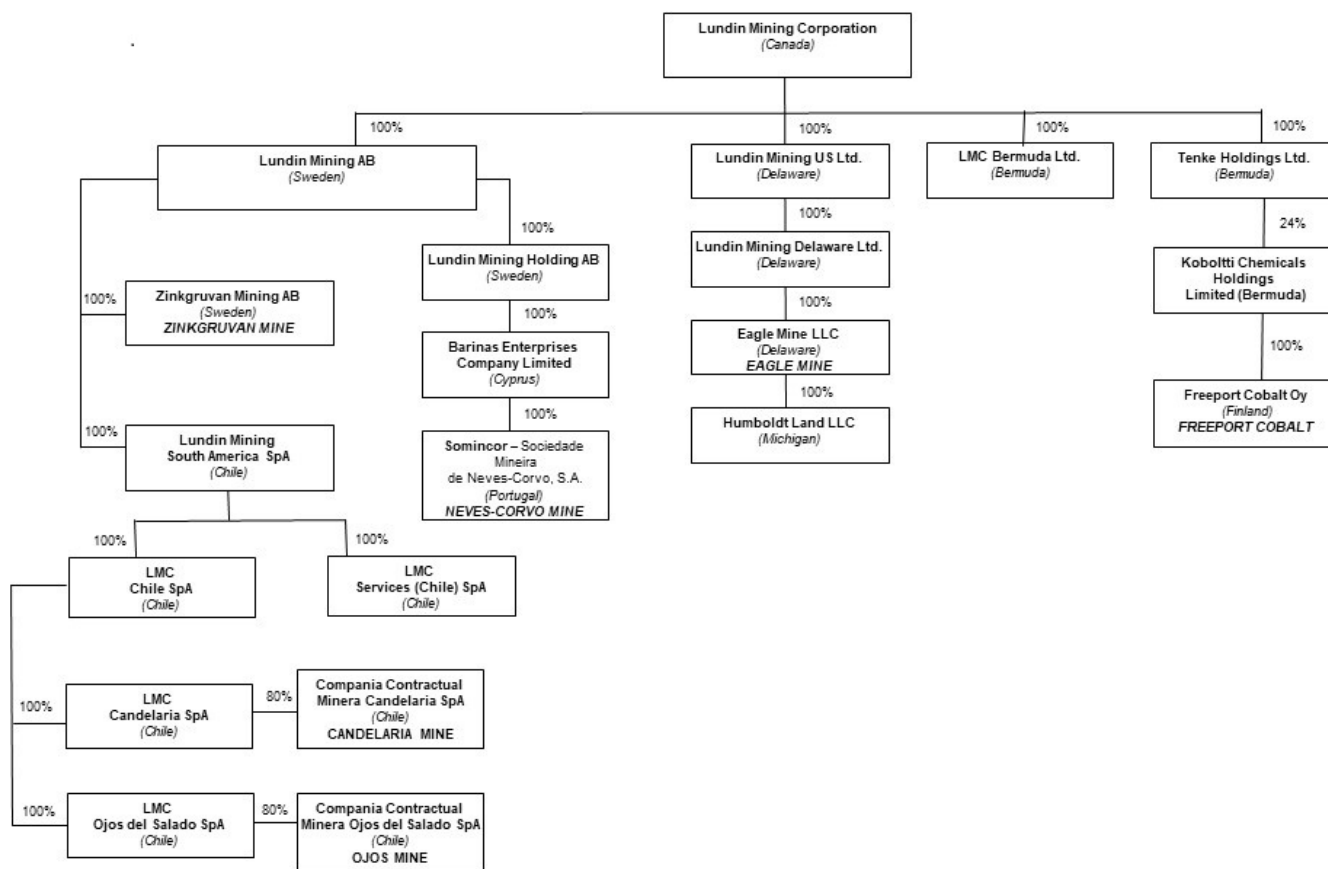 Lundin Mining Corporation
(Canada)
100%
100%
100%
100%
Lundin Mining AB
(Sweden)
Lundin Mining US Ltd.
(Delaware)
LMC Bermuda Ltd.
(Bermuda)
Tenke Holdings Ltd.
(Bermuda)
100%
100%
24%
Lundin Mining Holding AB
(Sweden)
Lundin Mining Delaware Ltd.
(Delaware)
Koboltti Chemicals
Holdings
Limited (Bermuda)
100%
Zinkgruvan Mining AB
(Sweden)
ZINKGRUVAN MINE
100%
100%
100%
Barinas Enterprises
Company Limited
(Cyprus)
Eagle Mine LLC
(Delaware)
EAGLE MINE
Freeport Cobalt Oy
(Finland)
FREEPORT COBALT
100%
100%
100%
Lundin Mining
South America SpA
(Chile)
Somincor – Sociedade
Mineira
de Neves-Corvo, S.A.
(Portugal)
NEVES-CORVO MINE
Humboldt Land LLC
(Michigan)
100%
100%
LMC
Chile SpA
(Chile)
LMC
Services (Chile) SpA
(Chile)
100%
LMC
Candelaria SpA
(Chile)
80%
Compania Contractual
Minera Candelaria SpA
(Chile)
CANDELARIA MINE
100%
LMC
Ojos del Salado SpA
(Chile)
80%
Compania Contractual
Minera Ojos del Salado SpA
(Chile)
OJOS MINE